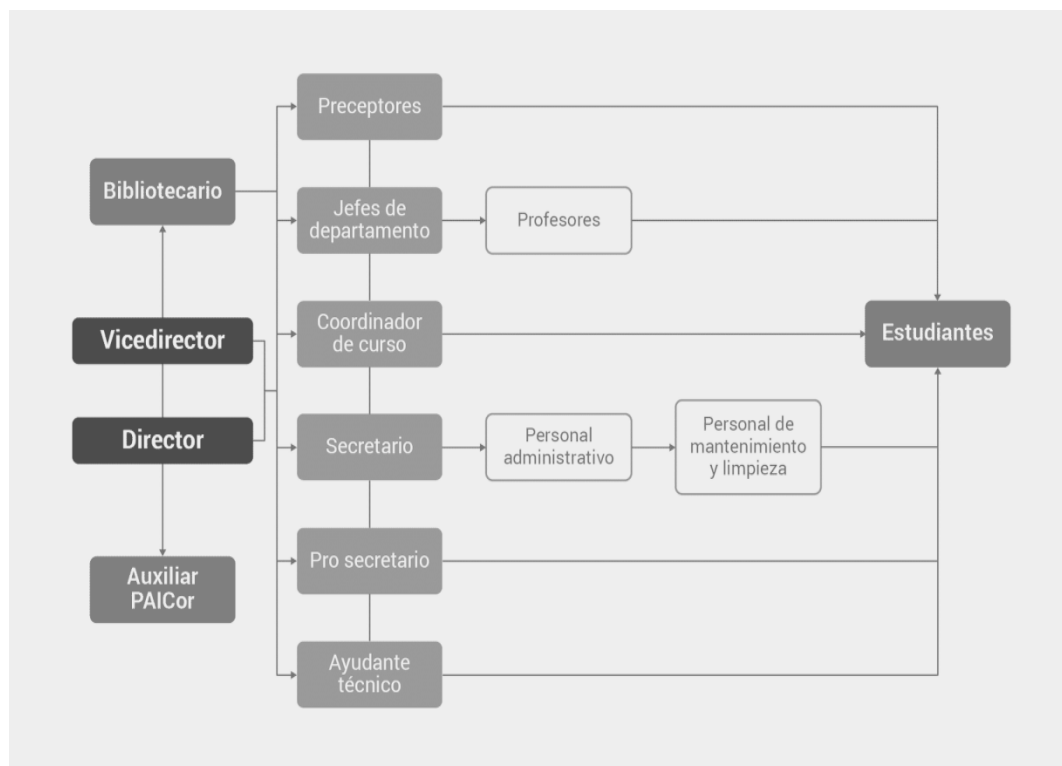 Preceptores
Bibliotecario
Jefes de
departamento
Profesores
Vicedirector
Coordinador
de curso
Estudiantes
Director
Secretario
Personal
administrativo
Personal de
mantenimiento
y limpieza
Auxiliar
PAICor
Pro secretario
Ayudante
técnico